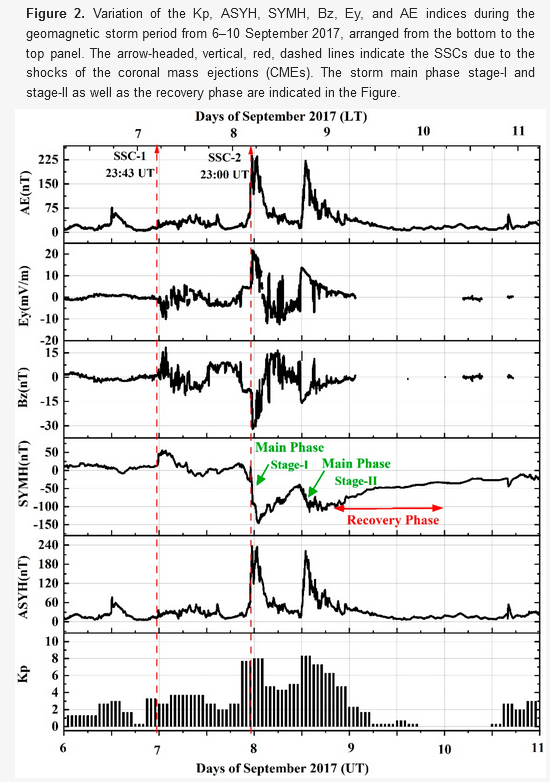 Figure 2. Variation of the Kp, ASYH, SYMH, Bz, Ey, and AE indices during the
geomagnetic storm period from 6–10 September 2017, arranged from the bottom to the
top panel. The arrow-headed, vertical, red, dashed lines indicate the SSCs due to the
shocks of the coronal mass ejections (CMEs). The storm main phase stage-I and
stage-II as well as the recovery phase are indicated in the Figure.
Days of September 2017 (LT)
7 8 9 10 11
SSC-1
23:43 UT
SSC-2
23:00 UT
AE(nT)
225
150
75
0
Ey(mV/m)
20
10
0
-10
-20
Bz(nT)
15
0
-15
-30
SYMH(nT)
50
0
-50
-100
-150
Main Phase
Stage-I
Main Phase
Stage-II
Recovery Phase
ASYH(nT)
240
180
120
60
0
Kp
10
8
6
4
2
0
6 7 8 9 10 11
Days of September 2017 (UT)